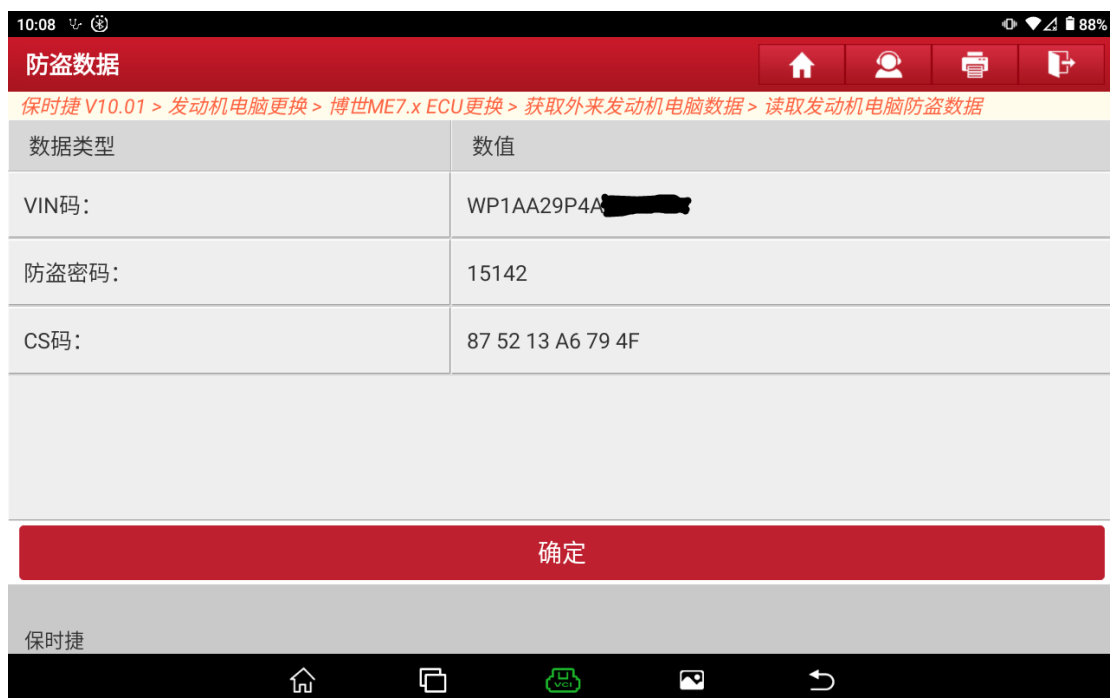 10:08 88%
防盗数据
保时捷 V10.01 > 发动机电脑更换 > 博世ME7.x ECU更换 > 获取外来发动机电脑数据 > 读取发动机电脑防盗数据
数据类型 数值
VIN码： WP1AA29P4A
防盗密码： 15142
CS码： 87 52 13 A6 79 4F
确定
保时捷
VCI